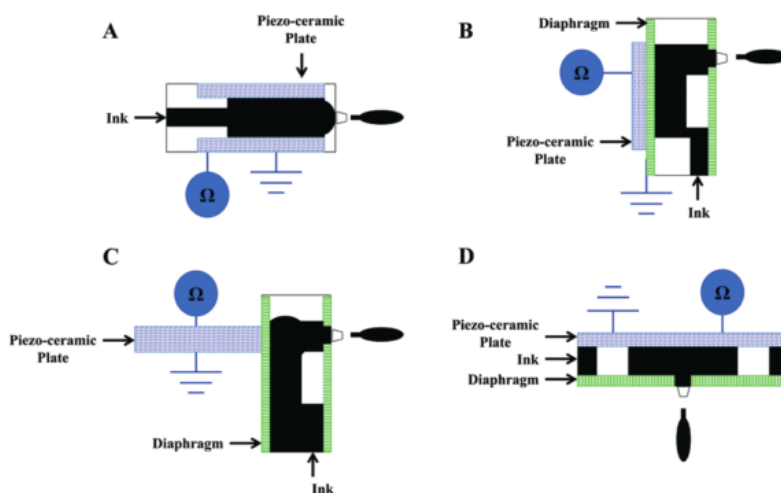 A
Piezo-ceramic
Plate
Ink
Ω
B
Diaphragm
Ω
Piezo-ceramic
Plate
Ink
C
Ω
Piezo-ceramic
Plate
Diaphragm
Ink
D
Ω
Piezo-ceramic
Plate
Ink
Diaphragm